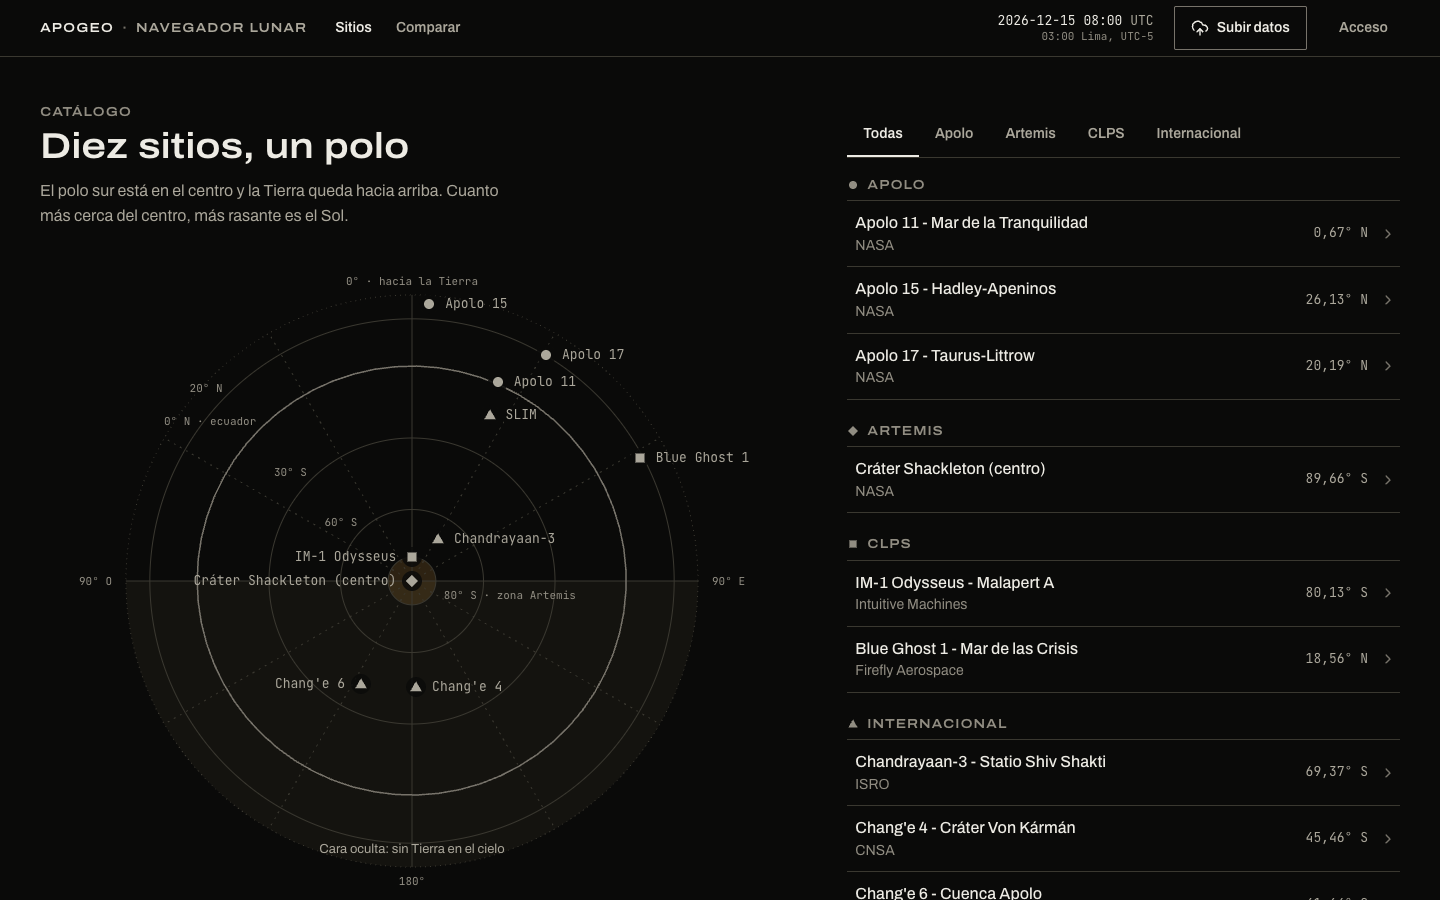 APOGEO · NAVEGADOR LUNAR
Sitios
Comparar
2026-12-15 08:00 UTC
03:00 Lima, UTC-5
Subir datos
Acceso
CATÁLOGO
Diez sitios, un polo
El polo sur está en el centro y la Tierra queda hacia arriba. Cuanto
más cerca del centro, más rasante es el Sol.
0° · hacia la Tierra
Apolo 15
Apolo 17
Apolo 11
20° N
SLIM
0° N · ecuador
Blue Ghost 1
30° S
60° S
Chandrayaan-3
IM-1 Odysseus
90° O
Cráter Shackleton (centro)
90° E
80° S · zona Artemis
Chang'e 6
Chang'e 4
Cara oculta: sin Tierra en el cielo
180°
Todas
Apolo
Artemis
CLPS
Internacional
APOLO
Apolo 11 - Mar de la Tranquilidad
NASA
0,67° N
Apolo 15 - Hadley-Apeninos
NASA
26,13° N
Apolo 17 - Taurus-Littrow
NASA
20,19° N
ARTEMIS
Cráter Shackleton (centro)
NASA
89,66° S
CLPS
IM-1 Odysseus - Malapert A
Intuitive Machines
80,13° S
Blue Ghost 1 - Mar de las Crisis
Firefly Aerospace
18,56° N
INTERNACIONAL
Chandrayaan-3 - Statio Shiv Shakti
ISRO
69,37° S
Chang'e 4 - Cráter Von Kármán
CNSA
45,46° S
Chang'e 6 - Cuenca Apolo